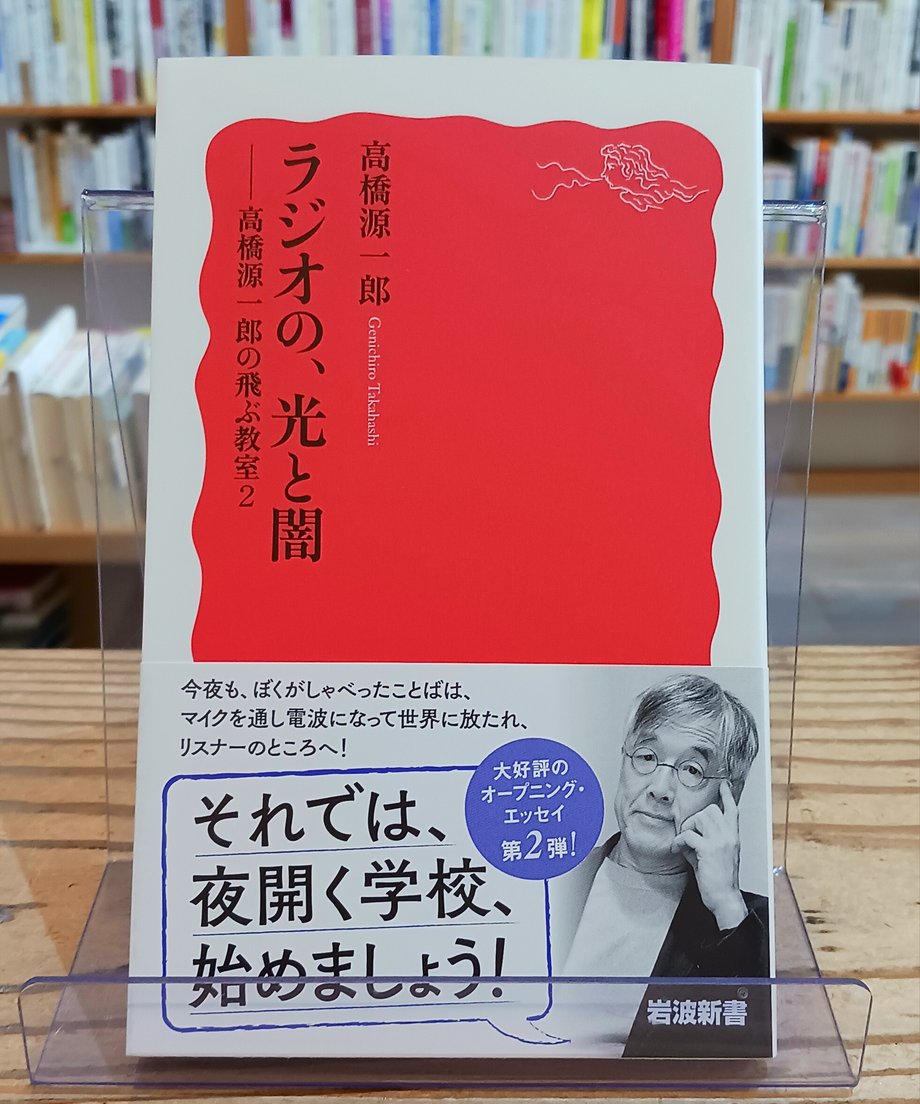 高橋源一郎 Genichiro Takahashi
ラジオの、光と闇
——高橋源一郎の飛ぶ教室2
今夜も、ぼくがしゃべったことばは、
マイクを通し電波になって世界に放たれ、
リスナーのところへ！
大好評の
オープニング・
エッセイ
第2弾！
それでは、
夜開く学校、
始めましょう！
岩波新書